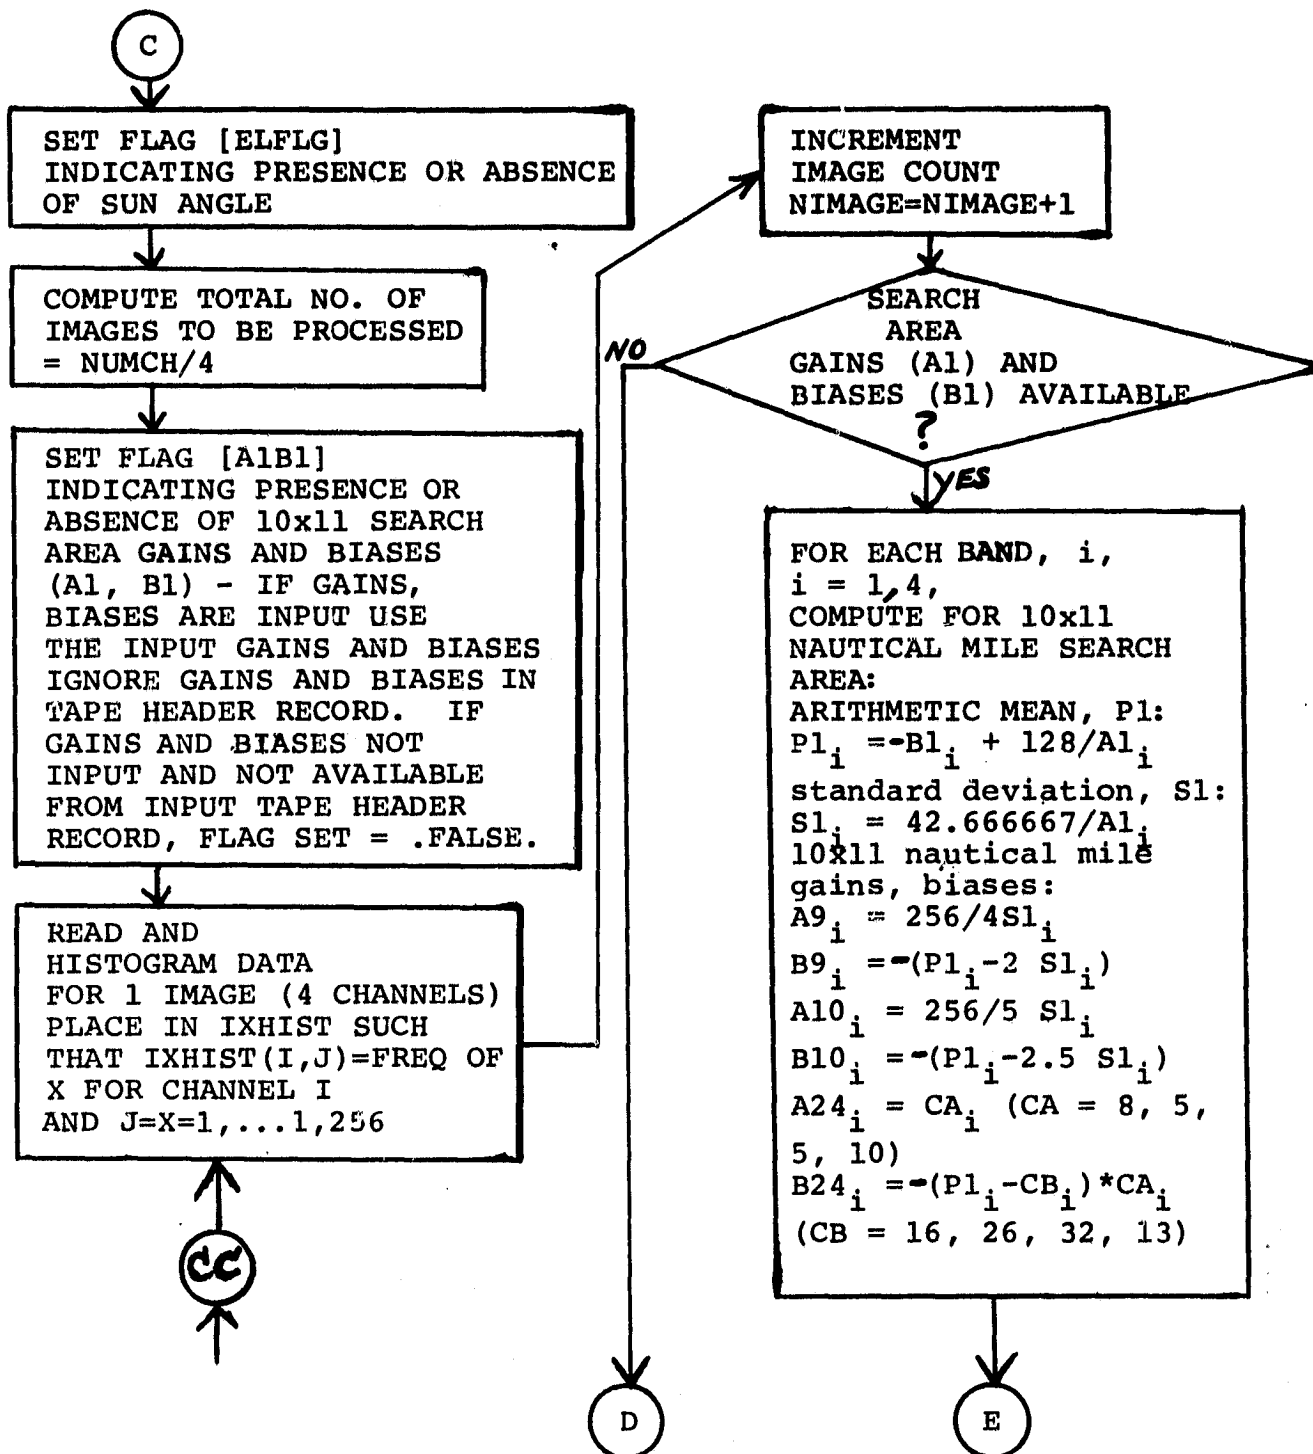 C
SET FLAG [ELFLG]
INDICATING PRESENCE OR ABSENCE
OF SUN ANGLE
COMPUTE TOTAL NO. OF
IMAGES TO BE PROCESSED
= NUMCH/4
SET FLAG [A1B1]
INDICATING PRESENCE OR
ABSENCE OF 10x11 SEARCH
AREA GAINS AND BIASES
(A1, B1) - IF GAINS,
BIASES ARE INPUT USE
THE INPUT GAINS AND BIASES
IGNORE GAINS AND BIASES IN
TAPE HEADER RECORD. IF
GAINS AND BIASES NOT
INPUT AND NOT AVAILABLE
FROM INPUT TAPE HEADER
RECORD, FLAG SET = .FALSE.
READ AND
HISTOGRAM DATA
FOR 1 IMAGE (4 CHANNELS)
PLACE IN IXHIST SUCH
THAT IXHIST(I,J)=FREQ OF
X FOR CHANNEL I
AND J=X=1,...1,256
CC
INCREMENT
IMAGE COUNT
NIMAGE=NIMAGE+1
SEARCH
AREA
GAINS (A1) AND
BIASES (B1) AVAILABLE
?
NO
YES
FOR EACH BAND, i,
i = 1,4,
COMPUTE FOR 10x11
NAUTICAL MILE SEARCH
AREA:
ARITHMETIC MEAN, P1:
P1i =-B1i + 128/A1i
standard deviation, S1:
S1i = 42.666667/A1i
10x11 nautical mile
gains, biases:
A9i = 256/4S1i
B9i =-(P1i-2 S1i)
A10i = 256/5 S1i
B10i =-(P1i-2.5 S1i)
A24i = CAi (CA = 8, 5,
5, 10)
B24i =-(P1i-CBi)*CAi
(CB = 16, 26, 32, 13)
D
E